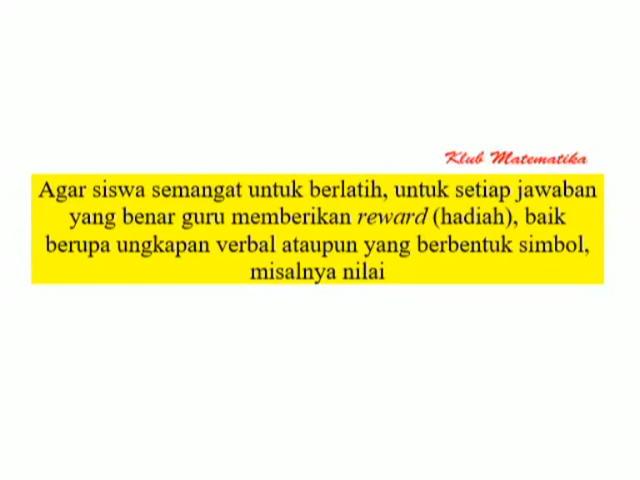 Klub Matematika
Agar siswa semangat untuk berlatih, untuk setiap jawaban
yang benar guru memberikan reward (hadiah), baik
berupa ungkapan verbal ataupun yang berbentuk simbol,
misalnya nilai